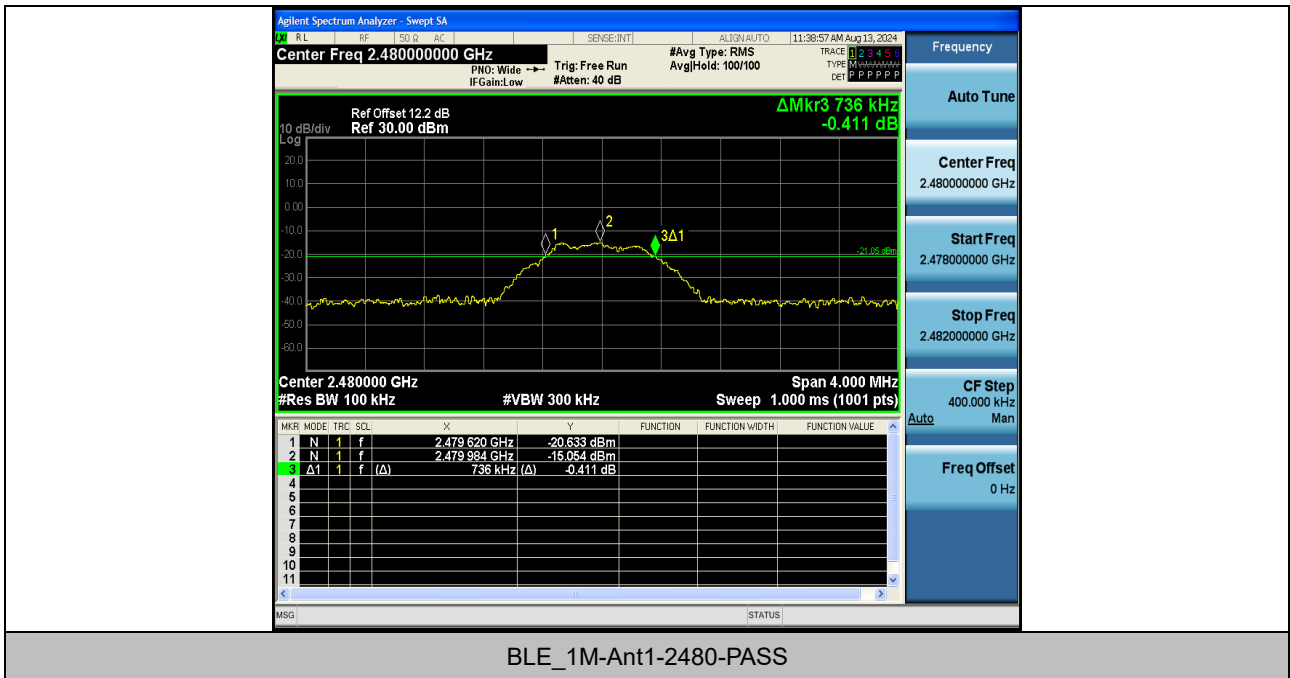 Agilent Spectrum Analyzer - Swept SA
RL RF 50 Ω AC SENSE:INT ALIGN AUTO 11:38:57 AM Aug 13, 2024
Center Freq 2.480000000 GHz
PNO: Wide
IFGain:Low
Trig: Free Run
#Atten: 40 dB
#Avg Type: RMS
Avg|Hold: 100/100
TRACE 1 2 3 4 5 6
TYPE M
DET P P P P P P
Frequency
Auto Tune
Center Freq
2.480000000 GHz
Start Freq
2.478000000 GHz
Stop Freq
2.482000000 GHz
CF Step
400.000 kHz
Auto Man
Freq Offset
0 Hz
ΔMkr3 736 kHz
-0.411 dB
Ref Offset 12.2 dB
10 dB/div Ref 30.00 dBm
Log
20.0
10.0
0.00
-10.0
-20.0
-30.0
-40.0
-50.0
-60.0
1
2
3Δ1
-21.05 dBm
Center 2.480000 GHz Span 4.000 MHz
#Res BW 100 kHz #VBW 300 kHz Sweep 1.000 ms (1001 pts)
MKR MODE TRC SCL X Y FUNCTION FUNCTION WIDTH FUNCTION VALUE
1 N 1 f 2.479 620 GHz -20.633 dBm
2 N 1 f 2.479 984 GHz -15.054 dBm
3 Δ1 1 f (Δ) 736 kHz (Δ) -0.411 dB
4
5
6
7
8
9
10
11
MSG STATUS
BLE_1M-Ant1-2480-PASS